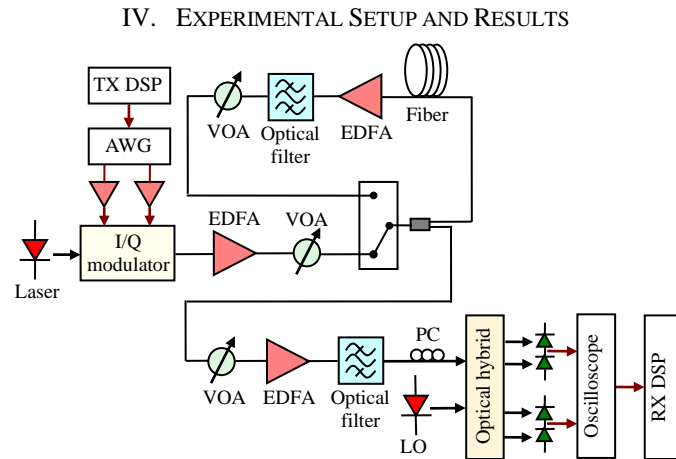 IV. EXPERIMENTAL SETUP AND RESULTS
TX DSP
AWG
VOA
Optical
filter
EDFA
Fiber
Laser
I/Q
modulator
EDFA
VOA
VOA
EDFA
Optical
filter
PC
LO
Optical hybrid
Oscilloscope
RX DSP